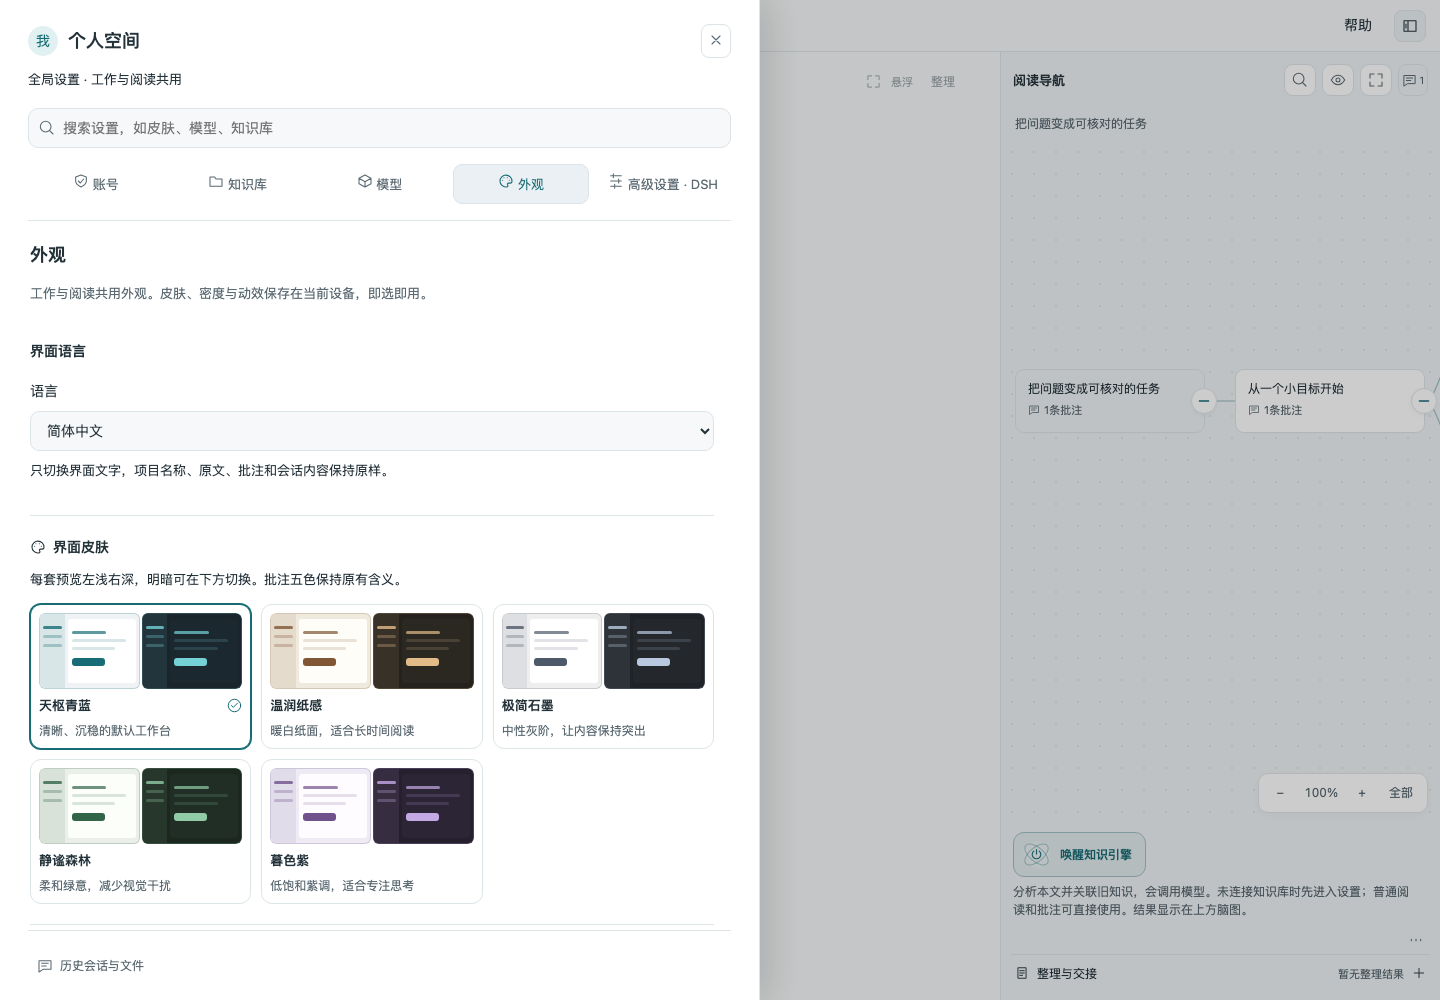 我 个人空间
全局设置 · 工作与阅读共用
搜索设置，如皮肤、模型、知识库
账号 知识库 模型 外观 高级设置 · DSH
外观
工作与阅读共用外观。皮肤、密度与动效保存在当前设备，即选即用。
界面语言
语言
简体中文
只切换界面文字，项目名称、原文、批注和会话内容保持原样。
界面皮肤
每套预览左浅右深，明暗可在下方切换。批注五色保持原有含义。
天枢青蓝
清晰、沉稳的默认工作台
温润纸感
暖白纸面，适合长时间阅读
极简石墨
中性灰阶，让内容保持突出
静谧森林
柔和绿意，减少视觉干扰
暮色紫
低饱和紫调，适合专注思考
历史会话与文件
帮助
悬浮 整理
阅读导航
1
把问题变成可核对的任务
把问题变成可核对的任务
1条批注
从一个小目标开始
1条批注
− 100% + 全部
唤醒知识引擎
分析本文并关联旧知识，会调用模型。未连接知识库时先进入设置；普通阅
读和批注可直接使用。结果显示在上方脑图。
…
整理与交接 暂无整理结果 +